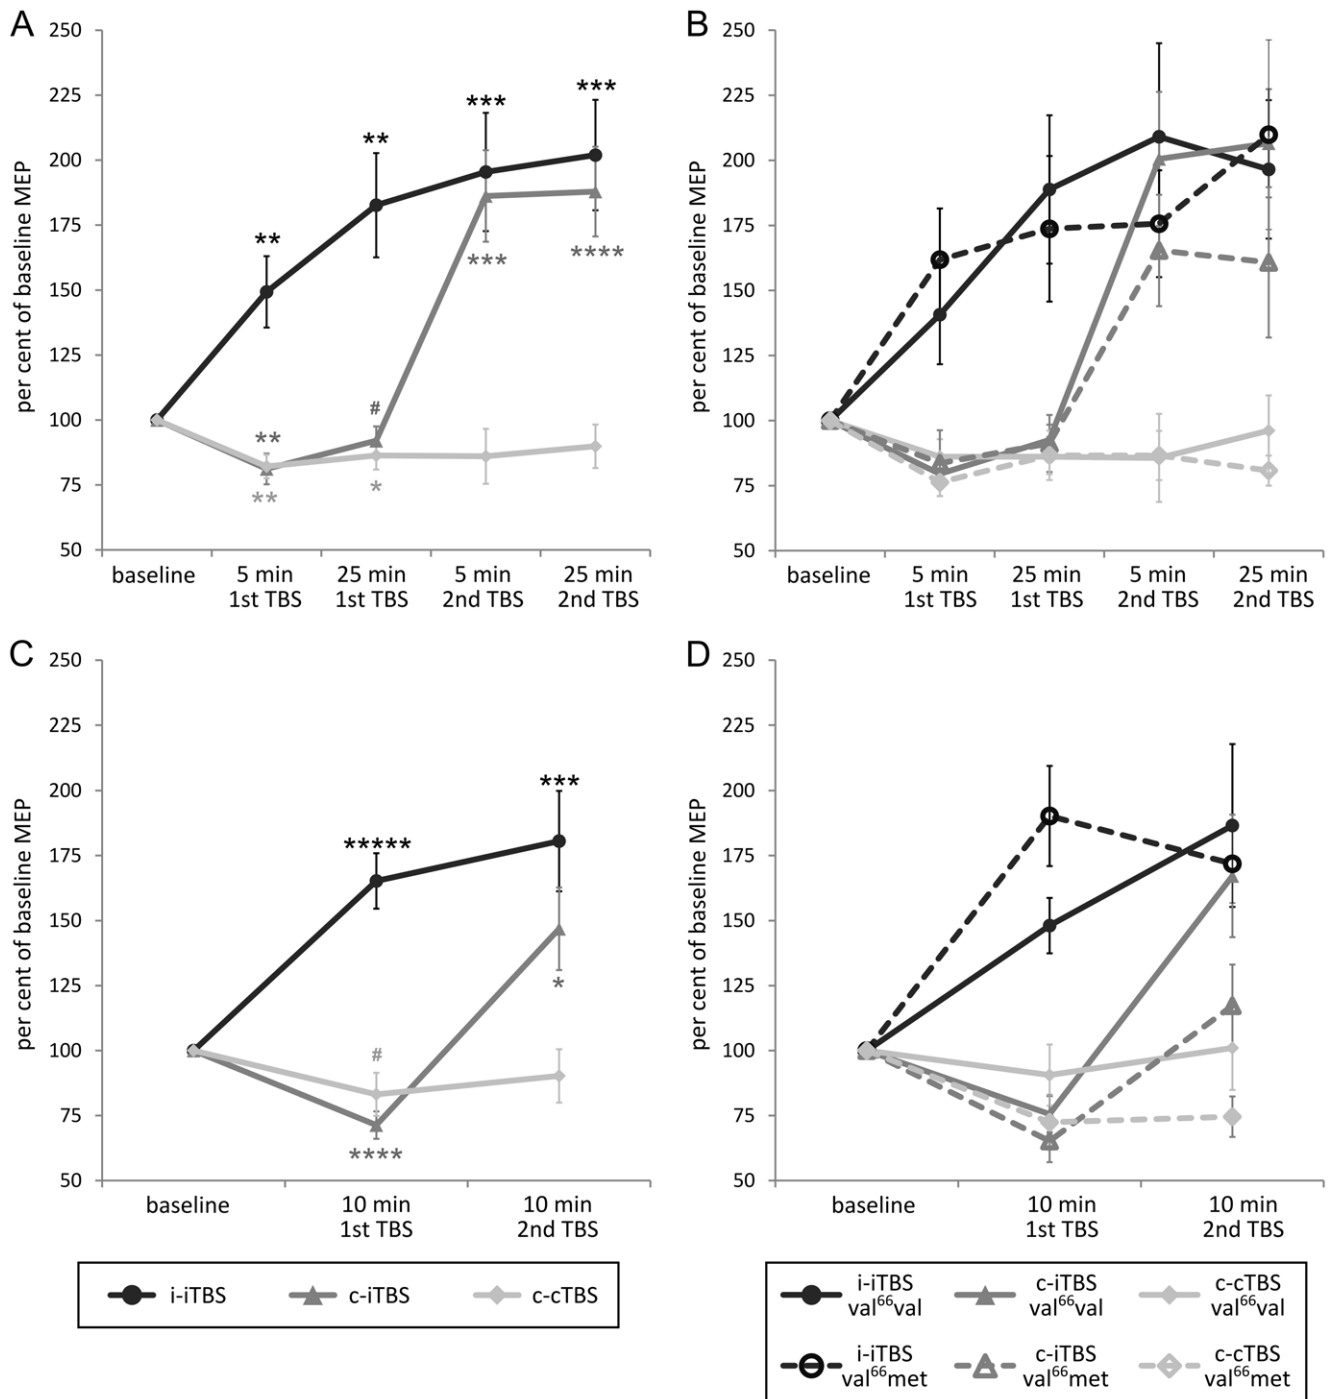 A
250
225
200
175
150
125
100
75
50
per cent of baseline MEP
**
**
***
***
**
#
***
****
**
*
baseline
5 min
1st TBS
25 min
1st TBS
5 min
2nd TBS
25 min
2nd TBS
B
250
225
200
175
150
125
100
75
50
per cent of baseline MEP
baseline
5 min
1st TBS
25 min
1st TBS
5 min
2nd TBS
25 min
2nd TBS
C
250
225
200
175
150
125
100
75
50
per cent of baseline MEP
*****
***
#
****
*
baseline
10 min
1st TBS
10 min
2nd TBS
i-iTBS
c-iTBS
c-cTBS
D
250
225
200
175
150
125
100
75
50
per cent of baseline MEP
baseline
10 min
1st TBS
10 min
2nd TBS
i-iTBS
val⁶⁶val
c-iTBS
val⁶⁶val
c-cTBS
val⁶⁶val
i-iTBS
val⁶⁶met
c-iTBS
val⁶⁶met
c-cTBS
val⁶⁶met